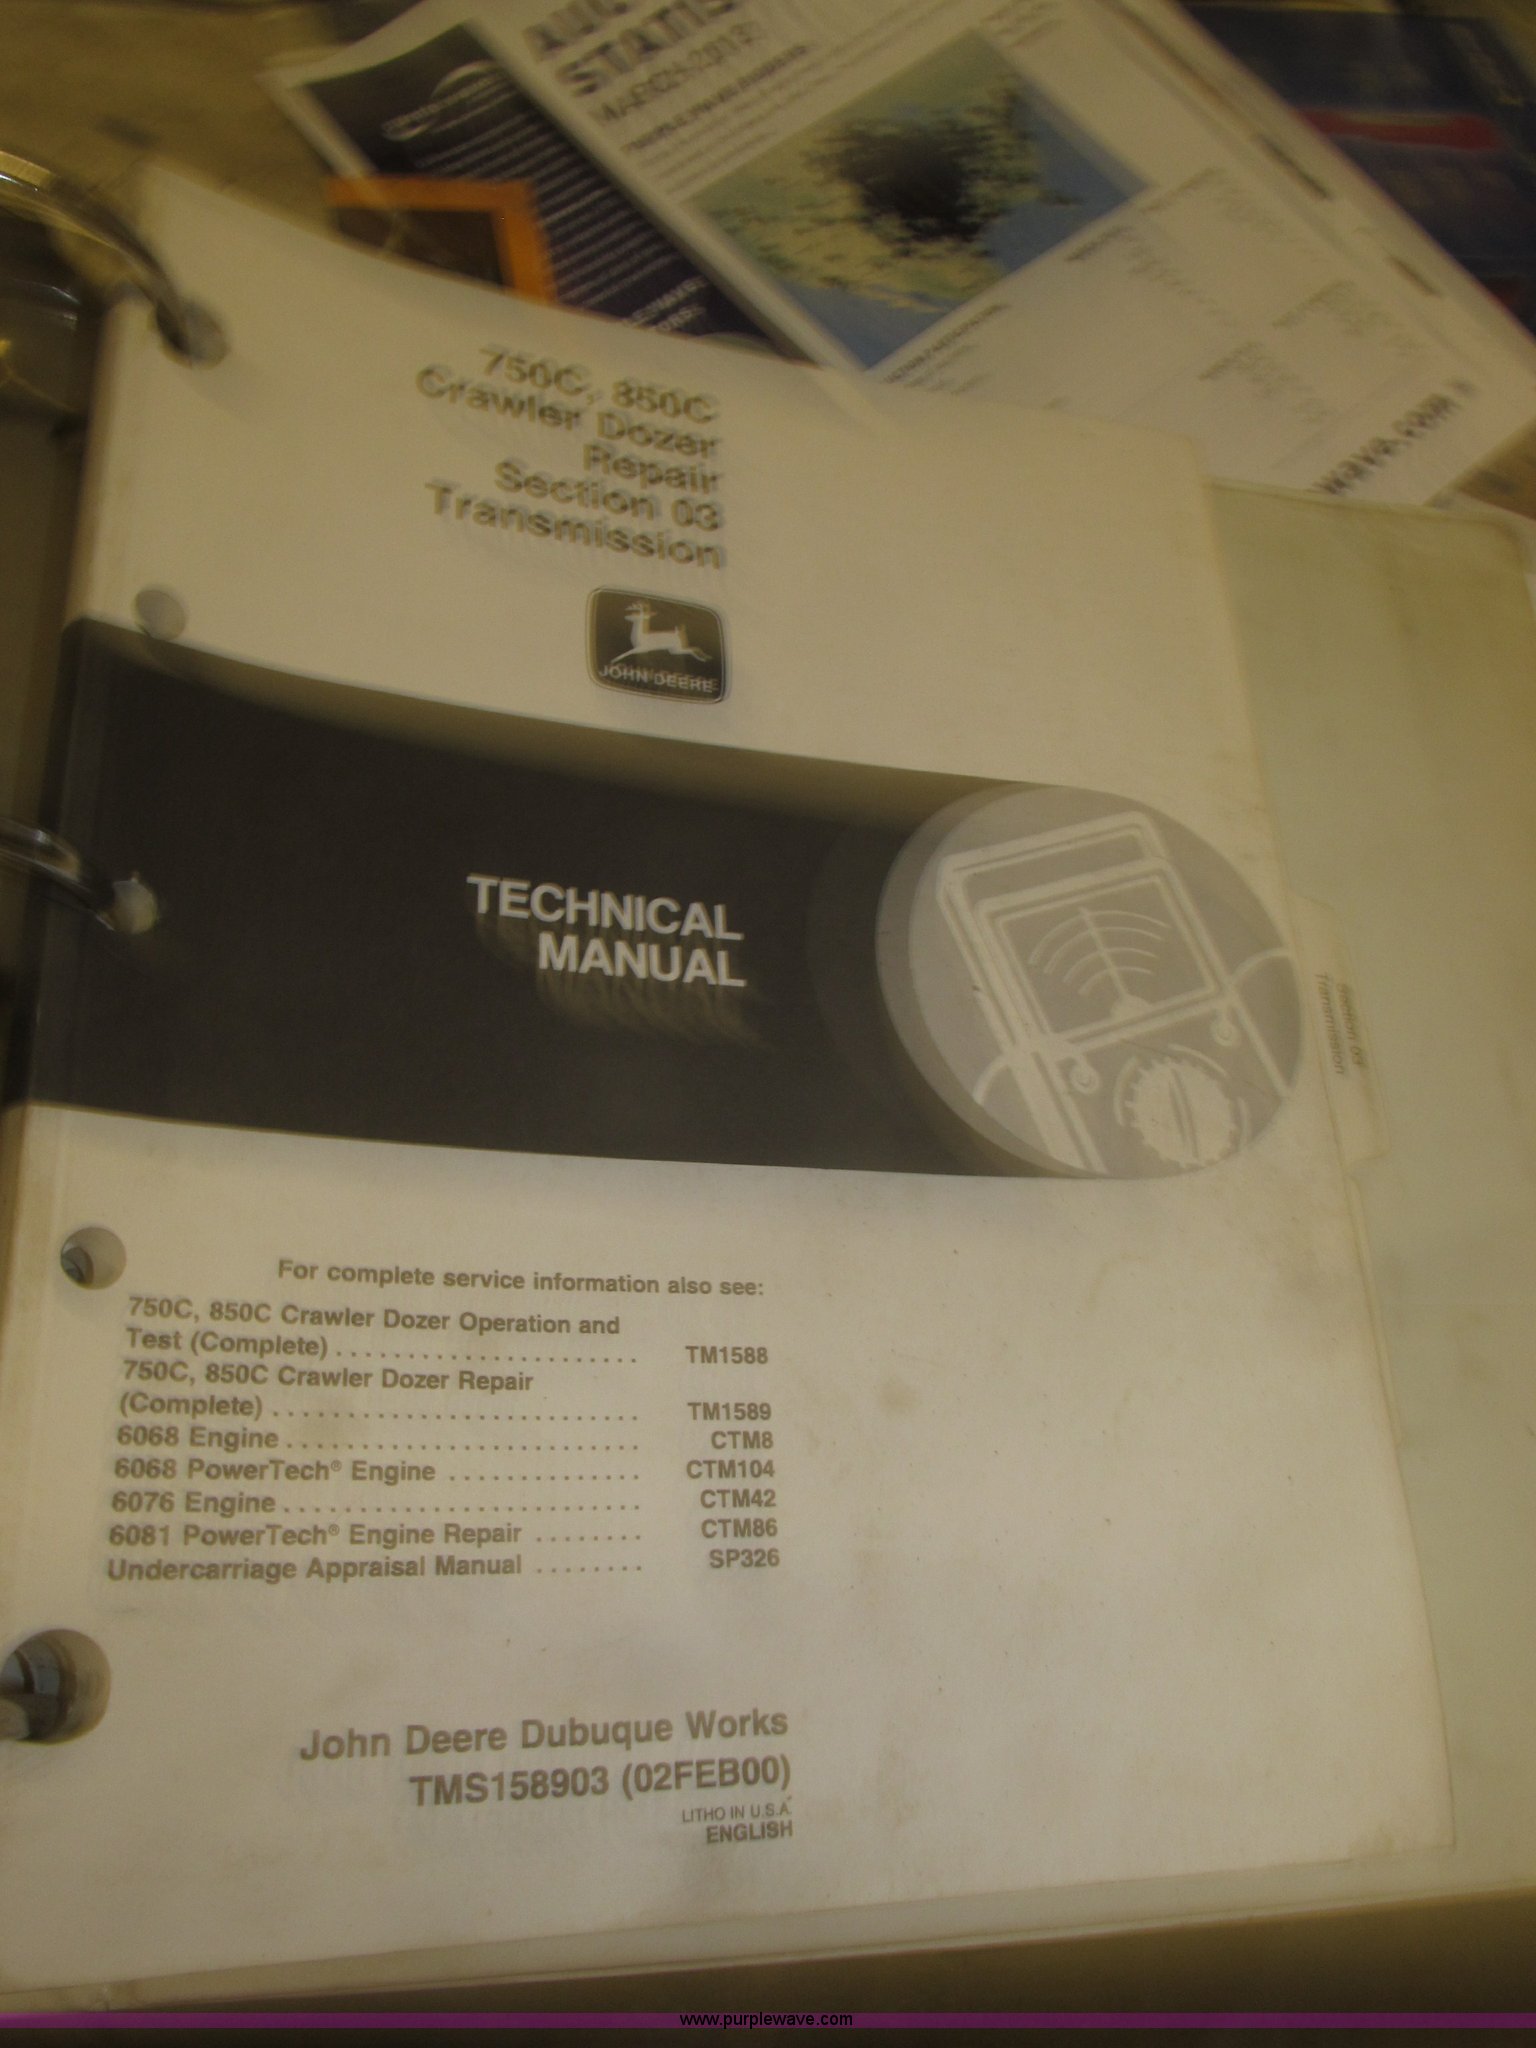 STATIS
MARCH 2013
750C, 850C
Crawler Dozer
Repair
Section 03
Transmission
JOHN DEERE
TECHNICAL
MANUAL
Section 03
Transmission
For complete service information also see:
750C, 850C Crawler Dozer Operation and
Test (Complete) ...................... TM1588
750C, 850C Crawler Dozer Repair
(Complete) .......................... TM1589
6068 Engine ......................... CTM8
6068 PowerTech® Engine .............. CTM104
6076 Engine ......................... CTM42
6081 PowerTech® Engine Repair ........ CTM86
Undercarriage Appraisal Manual ........ SP326
John Deere Dubuque Works
TMS158903 (02FEB00)
LITHO IN U.S.A.
ENGLISH
www.purplewave.com